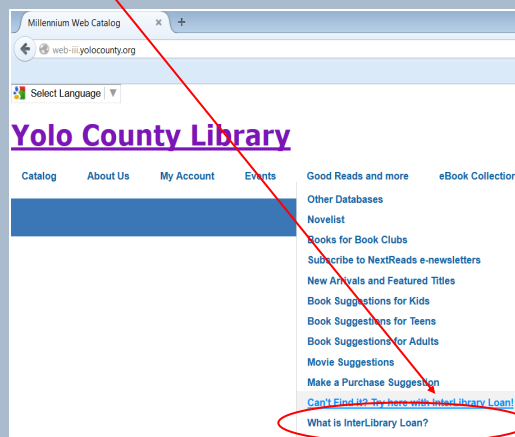 Millennium Web Catalog × +
web-iii.yolocounty.org
Select Language ▼
Yolo County Library
Catalog About Us My Account Events Good Reads and more eBook Collection
Other Databases
Novelist
Books for Book Clubs
Subscribe to NextReads e-newsletters
New Arrivals and Featured Titles
Book Suggestions for Kids
Book Suggestions for Teens
Book Suggestions for Adults
Movie Suggestions
Make a Purchase Suggestion
Can't Find it? Try here with InterLibrary Loan!
What is InterLibrary Loan?